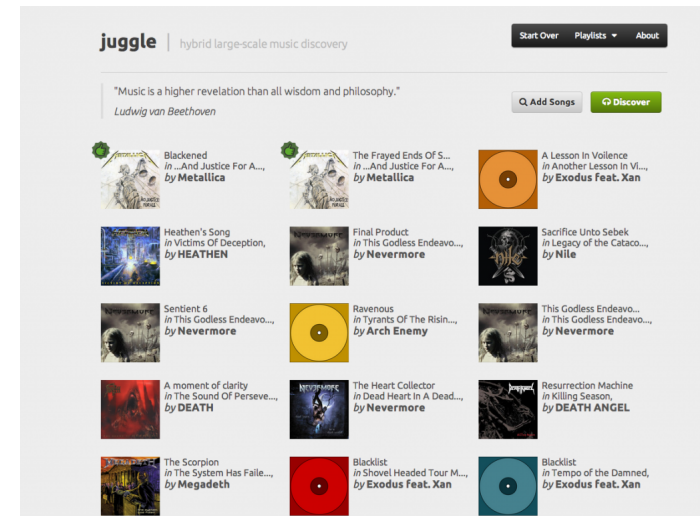 juggle | hybrid large-scale music discovery
Start Over Playlists About
"Music is a higher revelation than all wisdom and philosophy."
Ludwig van Beethoven
Add Songs
Discover
Blackened
in ...And Justice For A...,
by Metallica
The Frayed Ends Of S...
in ...And Justice For A...,
by Metallica
A Lesson In Voilence
in Another Lesson In Vi...,
by Exodus feat. Xan
Heathen's Song
in Victims Of Deception,
by HEATHEN
Final Product
in This Godless Endeavo...,
by Nevermore
Sacrifice Unto Sebek
in Legacy of the Cataco...,
by Nile
Sentient 6
in This Godless Endeavo...,
by Nevermore
Ravenous
in Tyrants Of The Risin...,
by Arch Enemy
This Godless Endeavo...
in This Godless Endeavo...,
by Nevermore
A moment of clarity
in The Sound Of Perseve...,
by DEATH
NEVERMORE
The Heart Collector
in Dead Heart In A Dead...,
by Nevermore
Resurrection Machine
in Killing Season,
by DEATH ANGEL
The Scorpion
in The System Has Faile...,
by Megadeth
Blacklist
in Shovel Headed Tour M...,
by Exodus feat. Xan
Blacklist
in Tempo of the Damned,
by Exodus feat. Xan